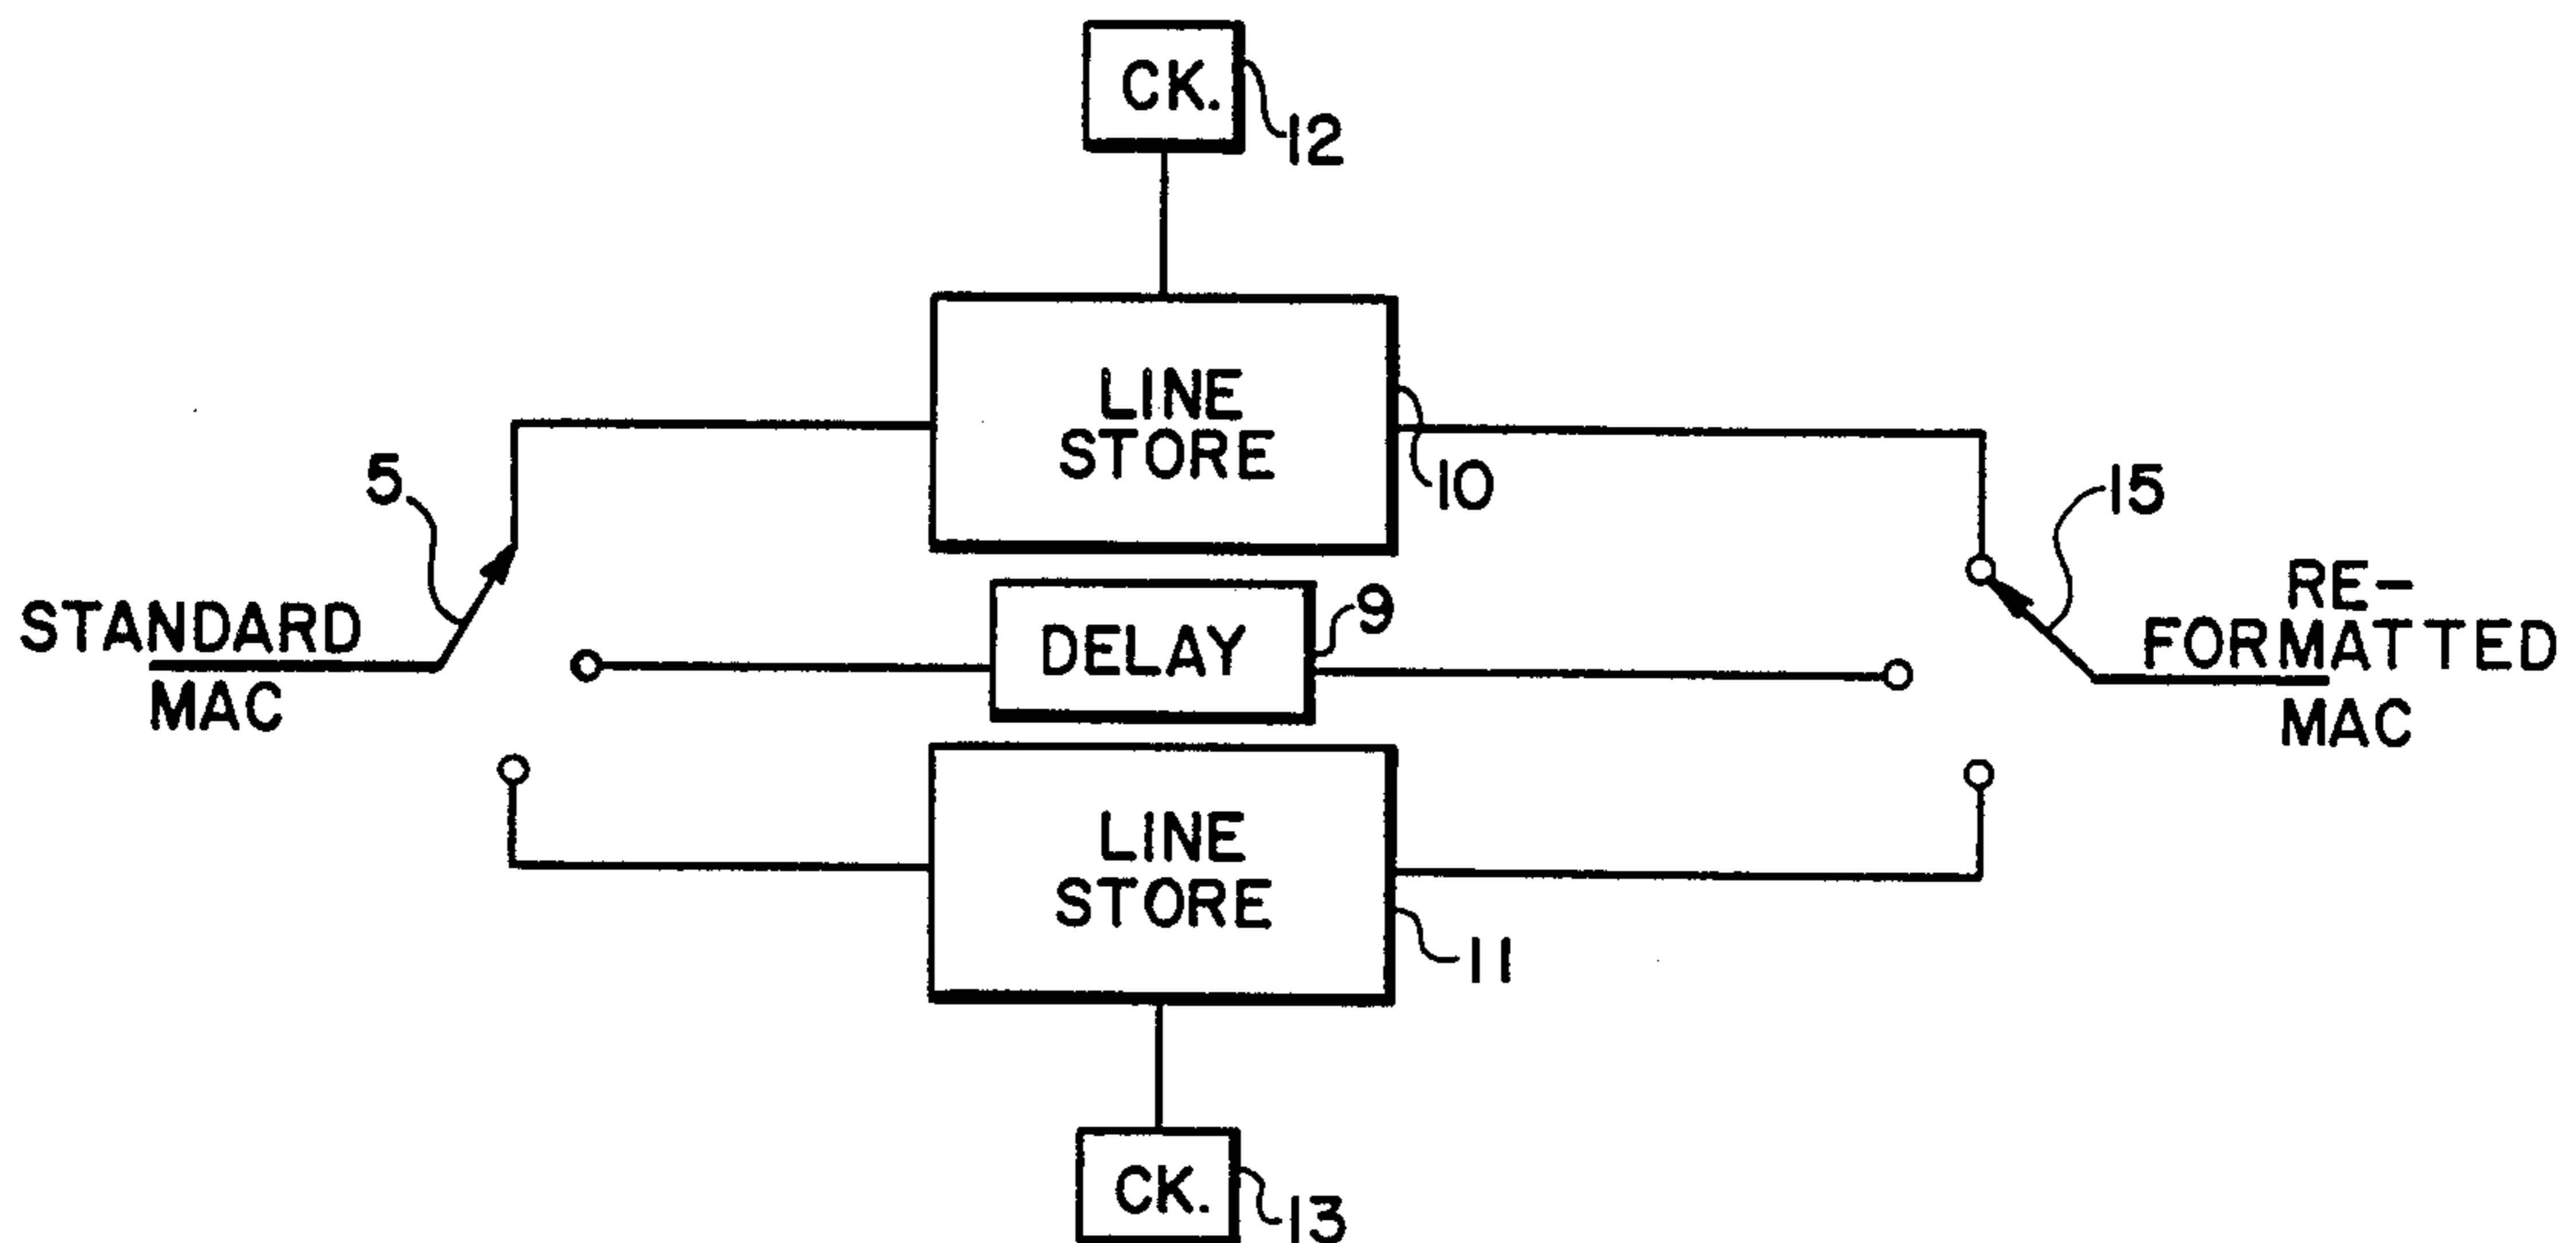 CK.
12
LINE
STORE
10
5
15
STANDARD
MAC
DELAY
9
RE-
FORMATTED
MAC
LINE
STORE
11
CK.
13